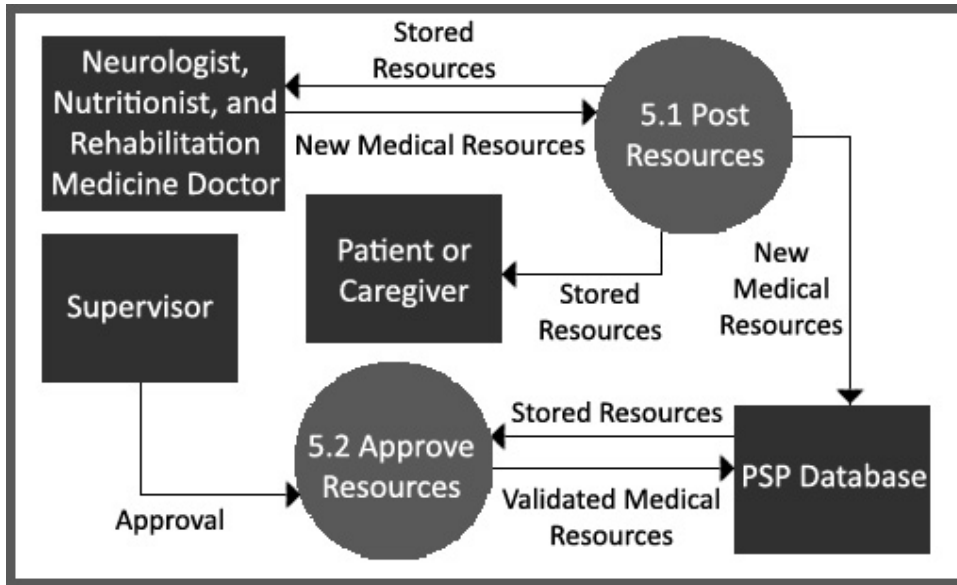 Neurologist,
Nutritionist, and
Rehabilitation
Medicine Doctor
Stored
Resources
New Medical Resources
5.1 Post
Resources
Supervisor
Patient or
Caregiver
Stored
Resources
New
Medical
Resources
Approval
5.2 Approve
Resources
Stored Resources
Validated Medical
Resources
PSP Database